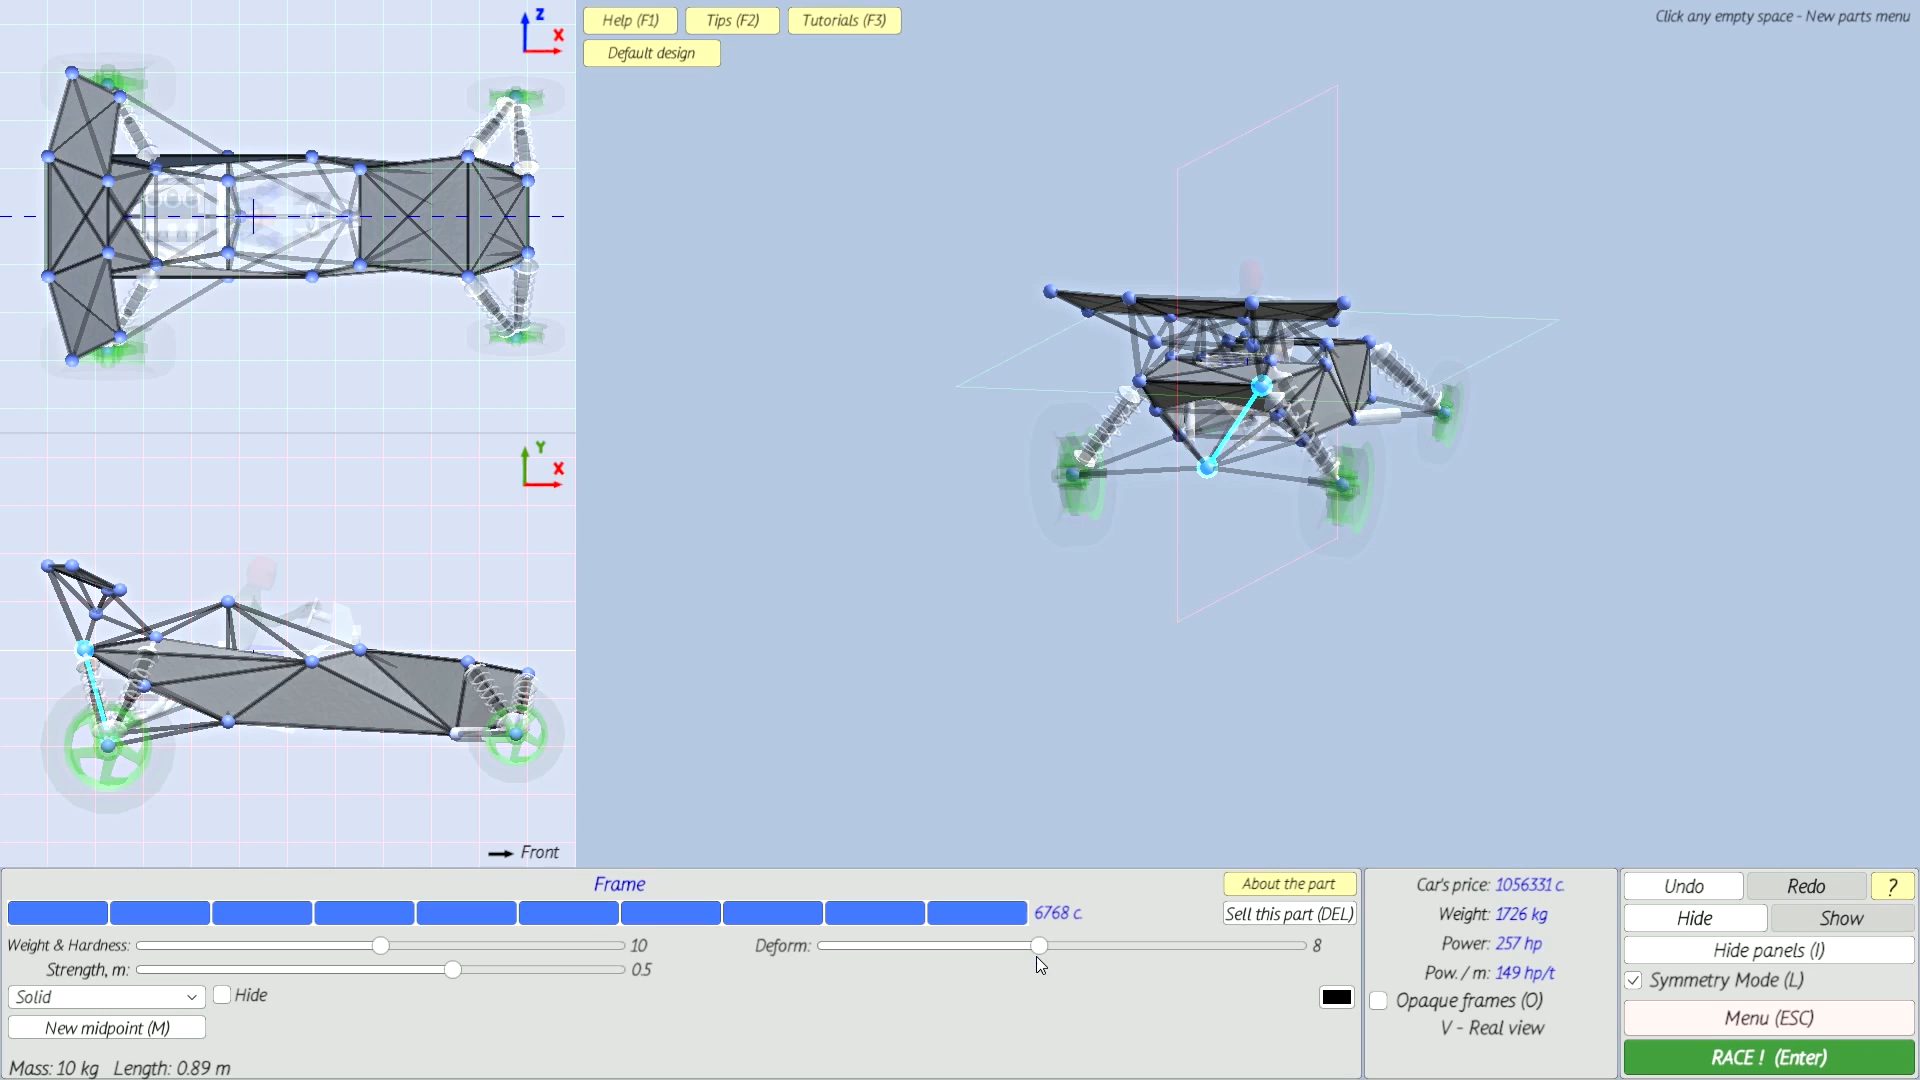 Z
X
Help (F1)
Tips (F2)
Tutorials (F3)
Default design
Click any empty space - New parts menu
Y
X
Front
Frame
About the part
6768 c.
Sell this part (DEL)
Weight & Hardness:
10
Deform:
8
Strength, m:
0.5
Solid
Hide
New midpoint (M)
Mass: 10 kg Length: 0.89 m
Car's price: 1056331 c.
Weight: 1726 kg
Power: 257 hp
Pow. / m: 149 hp/t
Opaque frames (O)
V - Real view
Undo
Redo
?
Hide
Show
Hide panels (I)
Symmetry Mode (L)
Menu (ESC)
RACE ! (Enter)